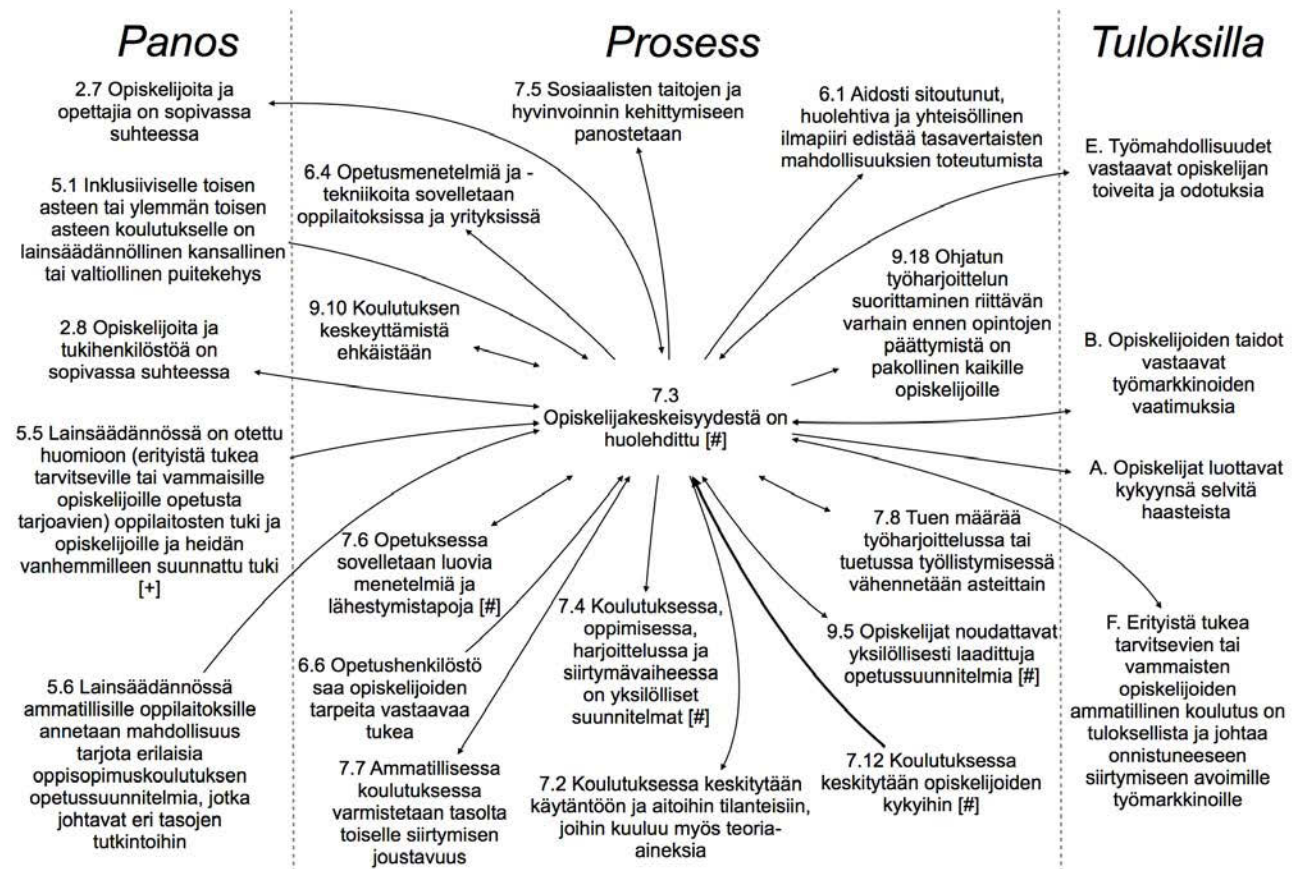 Panos
2.7 Opiskelijoita ja
opettajia on sopivassa
suhteessa
5.1 Inklusiiviselle toisen
asteen tai ylemmän toisen
asteen koulutukselle on
lainsäädännöllinen kansallinen
tai valtiollinen puitekehys
2.8 Opiskelijoita ja
tukihenkilöstöä on
sopivassa suhteessa
5.5 Lainsäädännössä on otettu
huomioon (erityistä tukea
tarvitseville tai vammaisille
opiskelijoille opetusta
tarjoavien) oppilaitosten tuki ja
opiskelijoille ja heidän
vanhemmilleen suunnattu tuki
[+]
5.6 Lainsäädännössä
ammatillisille oppilaitoksille
annetaan mahdollisuus
tarjota erilaisia
oppisopimuskoulutuksen
opetussuunnitelmia, jotka
johtavat eri tasojen
tutkintoihin
Prosess
7.5 Sosiaalisten taitojen ja
hyvinvoinnin kehittymiseen
panostetaan
6.1 Aidosti sitoutunut,
huolehtiva ja yhteisöllinen
ilmapiiri edistää tasavertaisten
mahdollisuuksien toteutumista
6.4 Opetusmenetelmiä ja -
tekniikoita sovelletaan
oppilaitoksissa ja yrityksissä
9.18 Ohjatun
työharjoittelun
suorittaminen riittävän
varhain ennen opintojen
päättymistä on
pakollinen kaikille
opiskelijoille
9.10 Koulutuksen
keskeyttämistä
ehkäistään
7.3
Opiskelijakeskeisyydestä on
huolehdittu [#]
7.6 Opetuksessa
sovelletaan luovia
menetelmiä ja
lähestymistapoja [#]
7.8 Tuen määrää
työharjoittelussa tai
tuetussa työllistymisessä
vähennetään asteittain
7.4 Koulutuksessa,
oppimisessa,
harjoittelussa ja
siirtymävaiheessa
on yksilölliset
suunnitelmat [#]
9.5 Opiskelijat noudattavat
yksilöllisesti laadittuja
opetussuunnitelmia [#]
6.6 Opetushenkilöstö
saa opiskelijoiden
tarpeita vastaavaa
tukea
7.7 Ammatillisessa
koulutuksessa
varmistetaan tasolta
toiselle siirtymisen
joustavuus
7.2 Koulutuksessa keskitytään
käytäntöön ja aitoihin tilanteisiin,
joihin kuuluu myös teoria-
aineksia
7.12 Koulutuksessa
keskitytään opiskelijoiden
kykyihin [#]
Tuloksilla
E. Työmahdollisuudet
vastaavat opiskelijan
toiveita ja odotuksia
B. Opiskelijoiden taidot
vastaavat
työmarkkinoiden
vaatimuksia
A. Opiskelijat luottavat
kykyynsä selvitä
haasteista
F. Erityistä tukea
tarvitsevien tai
vammaisten
opiskelijoiden
ammatillinen koulutus on
tuloksellista ja johtaa
onnistuneeseen
siirtymiseen avoimille
työmarkkinoille